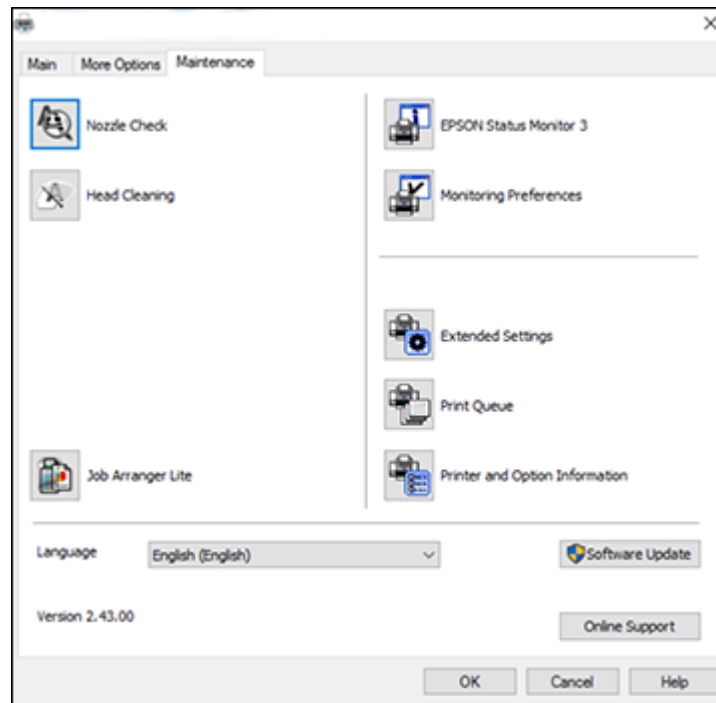 Main
More Options
Maintenance
Nozzle Check
Head Cleaning
Job Arranger Lite
EPSON Status Monitor 3
Monitoring Preferences
Extended Settings
Print Queue
Printer and Option Information
Language
English (English)
Software Update
Version 2.43.00
Online Support
OK
Cancel
Help